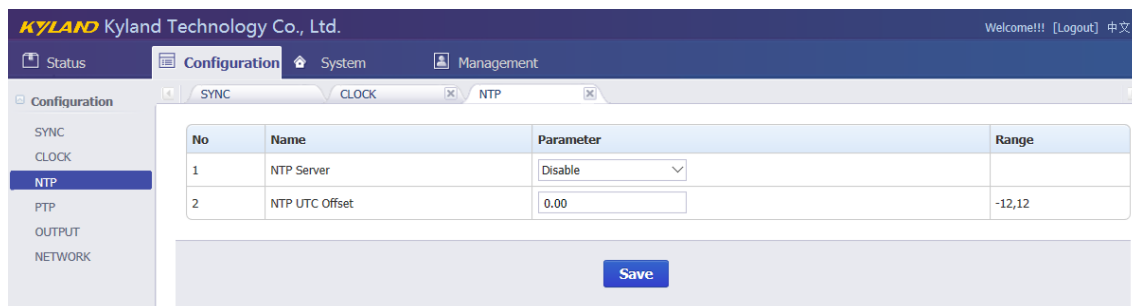 KYLAND Kyland Technology Co., Ltd.
Welcome!!! [Logout] 中文
Status Configuration System Management
Configuration
SYNC
CLOCK
NTP
PTP
OUTPUT
NETWORK
SYNC CLOCK NTP
No Name Parameter Range
1 NTP Server Disable
2 NTP UTC Offset 0.00 -12,12
Save